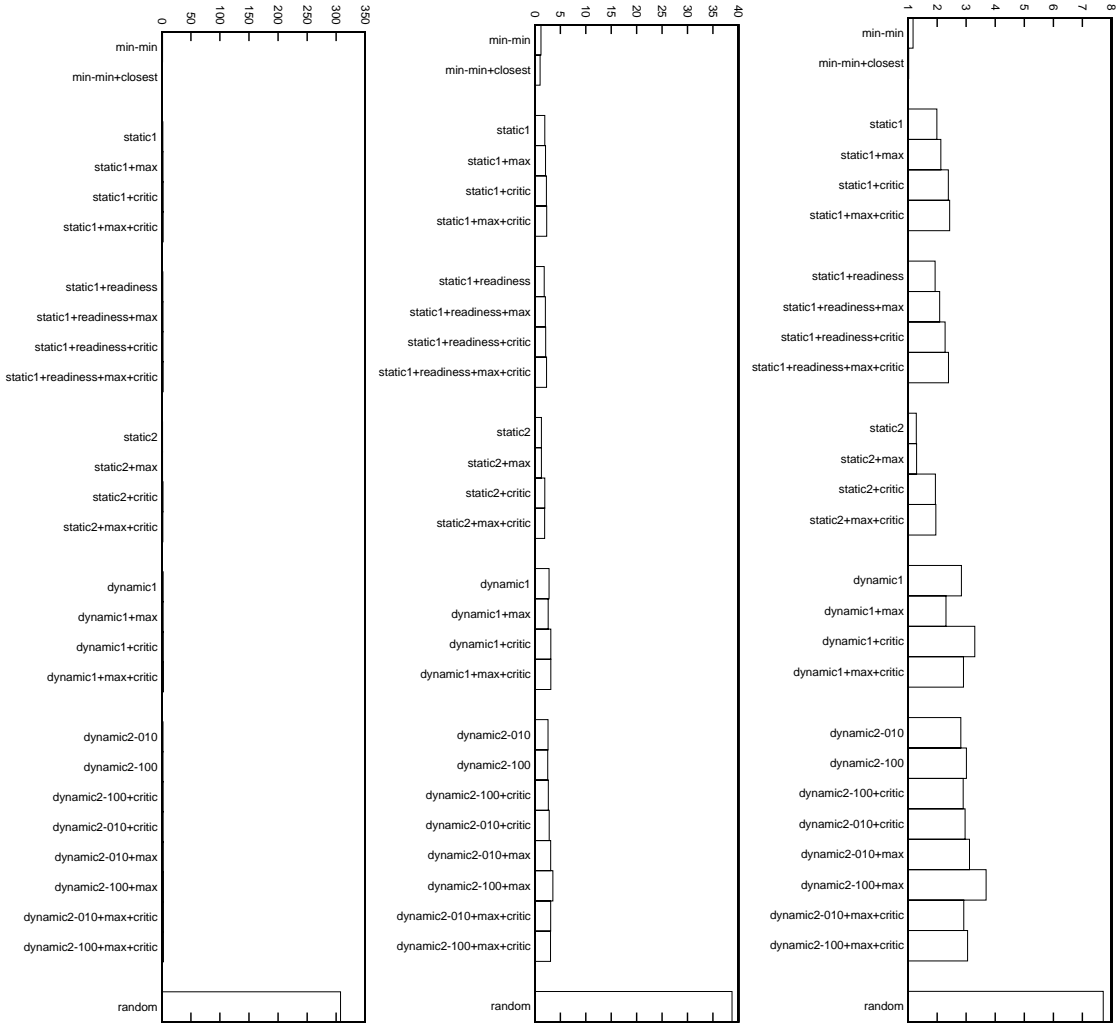 0 50 100 150 200 250 300 350
min-min
min-min+closest
static1
static1+max
static1+critic
static1+max+critic
static1+readiness
static1+readiness+max
static1+readiness+critic
static1+readiness+max+critic
static2
static2+max
static2+critic
static2+max+critic
dynamic1
dynamic1+max
dynamic1+critic
dynamic1+max+critic
dynamic2-010
dynamic2-100
dynamic2-100+critic
dynamic2-010+critic
dynamic2-010+max
dynamic2-100+max
dynamic2-010+max+critic
dynamic2-100+max+critic
random
0 5 10 15 20 25 30 35 40
min-min
min-min+closest
static1
static1+max
static1+critic
static1+max+critic
static1+readiness
static1+readiness+max
static1+readiness+critic
static1+readiness+max+critic
static2
static2+max
static2+critic
static2+max+critic
dynamic1
dynamic1+max
dynamic1+critic
dynamic1+max+critic
dynamic2-010
dynamic2-100
dynamic2-100+critic
dynamic2-010+critic
dynamic2-010+max
dynamic2-100+max
dynamic2-010+max+critic
dynamic2-100+max+critic
random
1 2 3 4 5 6 7 8
min-min
min-min+closest
static1
static1+max
static1+critic
static1+max+critic
static1+readiness
static1+readiness+max
static1+readiness+critic
static1+readiness+max+critic
static2
static2+max
static2+critic
static2+max+critic
dynamic1
dynamic1+max
dynamic1+critic
dynamic1+max+critic
dynamic2-010
dynamic2-100
dynamic2-100+critic
dynamic2-010+critic
dynamic2-010+max
dynamic2-100+max
dynamic2-010+max+critic
dynamic2-100+max+critic
random